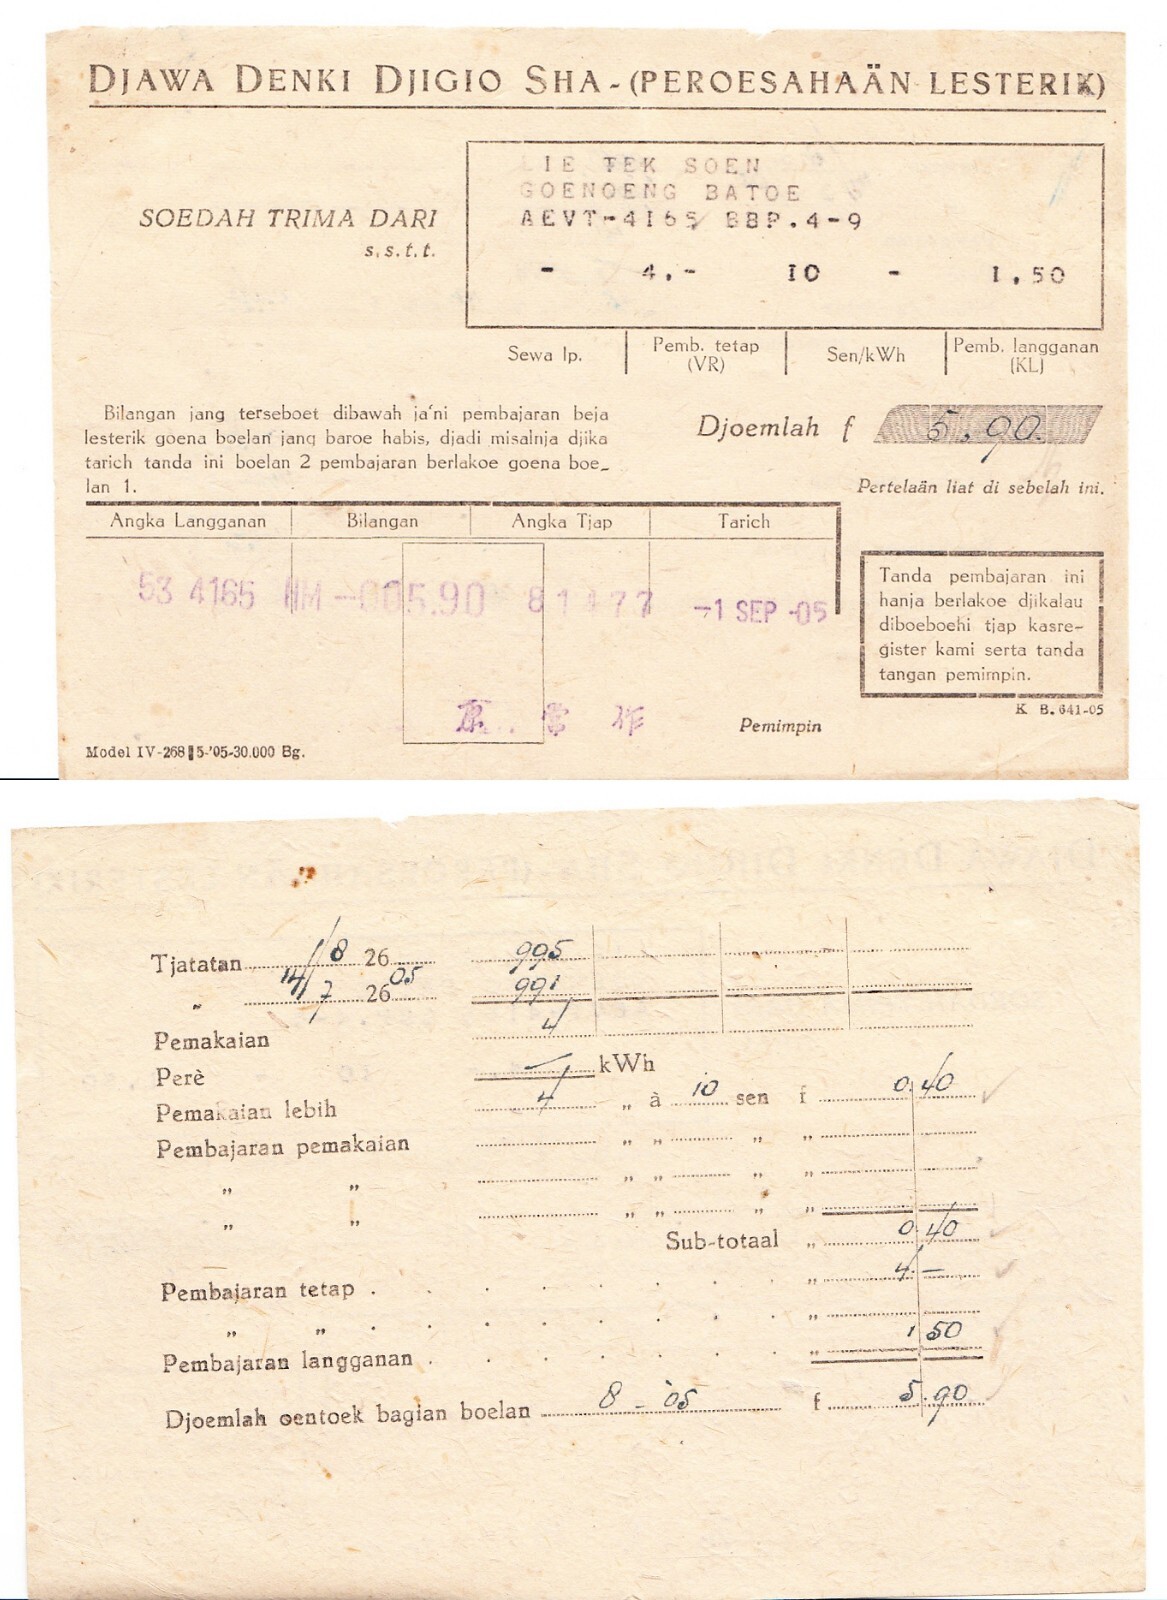 DJAWA DENKI DJIGIO SHA - (PEROESAHAÄN LESTERIK)
SOEDAH TRIMA DARI
s.s.t.t.
LIE TEK SOEN
GOENOENG BATOE
AEVT-4165 BBP.4-9
- 4.- 10 - 1.50
Sewa lp. Pemb. tetap (VR) Sen/kWh Pemb. langganan (KL)
Bilangan jang terseboet dibawah ja'ni pembajaran beja
lesterik goena boelan jang baroe habis, djadi misalnja djika
tarich tanda ini boelan 2 pembajaran berlakoe goena boe-
lan 1.
Djoemlah f 5,90.
Pertelaän liat di sebelah ini.
Angka Langganan Bilangan Angka Tjap Tarich
53 4165 -005.90 -1 SEP -05
Tanda pembajaran ini
hanja berlakoe djikalau
diboeboehi tjap kasre-
gister kami serta tanda
tangan pemimpin.
K B. 641-05
Pemimpin
Model IV-268 5-'05-30.000 Bg.
Tjatatan 1/8 26 995
„ 14/7 26 05 991
Pemakaian 4
Perè - kWh
Pemakaian lebih 4 „ à 10 sen f 0.40
Pembajaran pemakaian „ „ „ „
„ „ „ „ „ „
„ „ „ „ „ „
Sub-totaal „ 0.40
Pembajaran tetap . . . . . . „ 4.-
„ „ . . . . . . „
Pembajaran langganan . . . . . . „ 1 50
Djoemlah oentoek bagian boelan 8 - '05 f 5.90